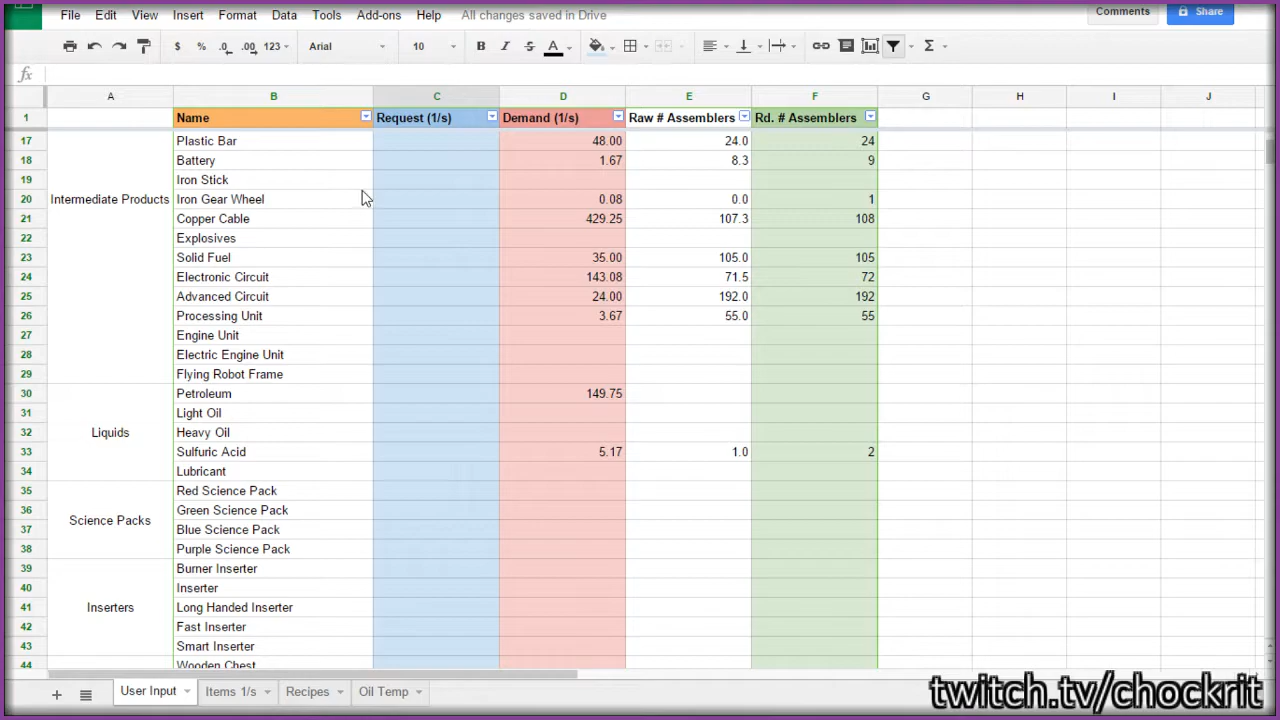 File Edit View Insert Format Data Tools Add-ons Help All changes saved in Drive Comments Share
$ % .0 .00 123 Arial 10 B I S A Σ
fx
A B C D E F G H I J
1 Name Request (1/s) Demand (1/s) Raw # Assemblers Rd. # Assemblers
17 Plastic Bar 48.00 24.0 24
18 Battery 1.67 8.3 9
19 Iron Stick
20 Intermediate Products Iron Gear Wheel 0.08 0.0 1
21 Copper Cable 429.25 107.3 108
22 Explosives
23 Solid Fuel 35.00 105.0 105
24 Electronic Circuit 143.08 71.5 72
25 Advanced Circuit 24.00 192.0 192
26 Processing Unit 3.67 55.0 55
27 Engine Unit
28 Electric Engine Unit
29 Flying Robot Frame
30 Petroleum 149.75
31 Light Oil
32 Liquids Heavy Oil
33 Sulfuric Acid 5.17 1.0 2
34 Lubricant
35 Red Science Pack
36 Science Packs Green Science Pack
37 Blue Science Pack
38 Purple Science Pack
39 Burner Inserter
40 Inserter
41 Inserters Long Handed Inserter
42 Fast Inserter
43 Smart Inserter
44 Wooden Chest
+ User Input Items 1/s Recipes Oil Temp
twitch.tv/chockrit